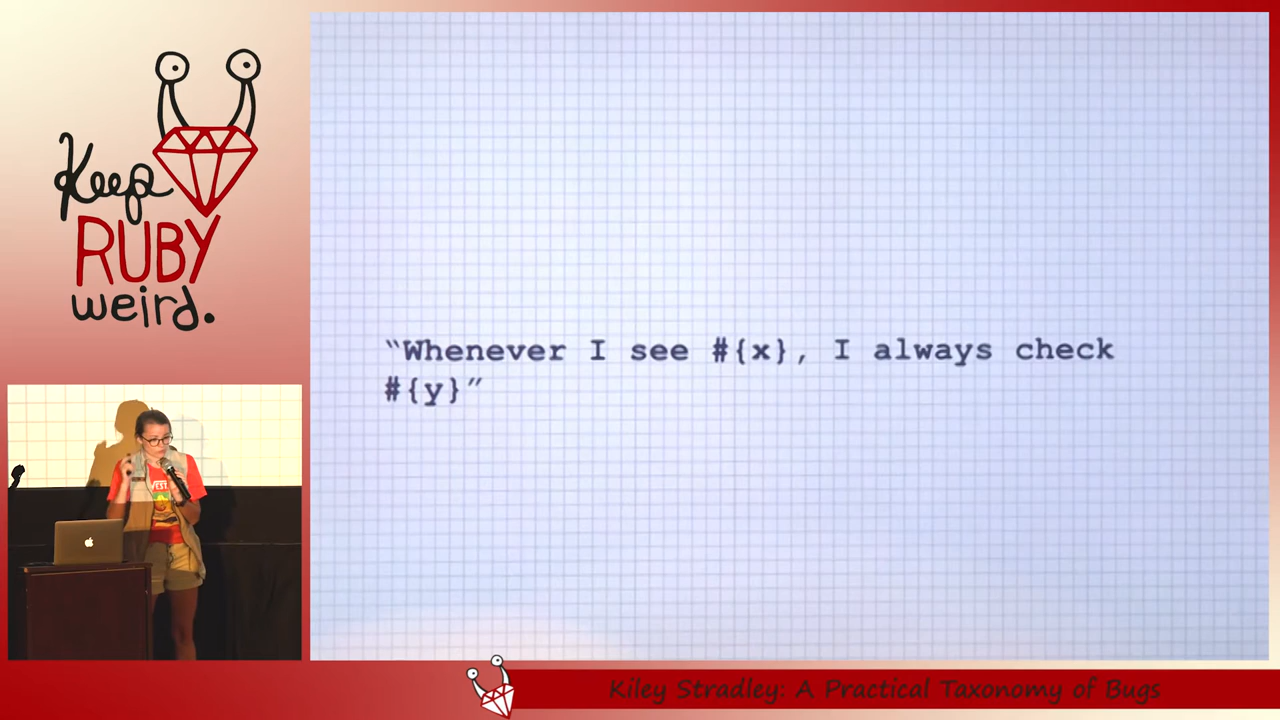 Keep
RUBY
weird.
“Whenever I see #{x}, I always check
#{y}”
Kiley Stradley: A Practical Taxonomy of Bugs